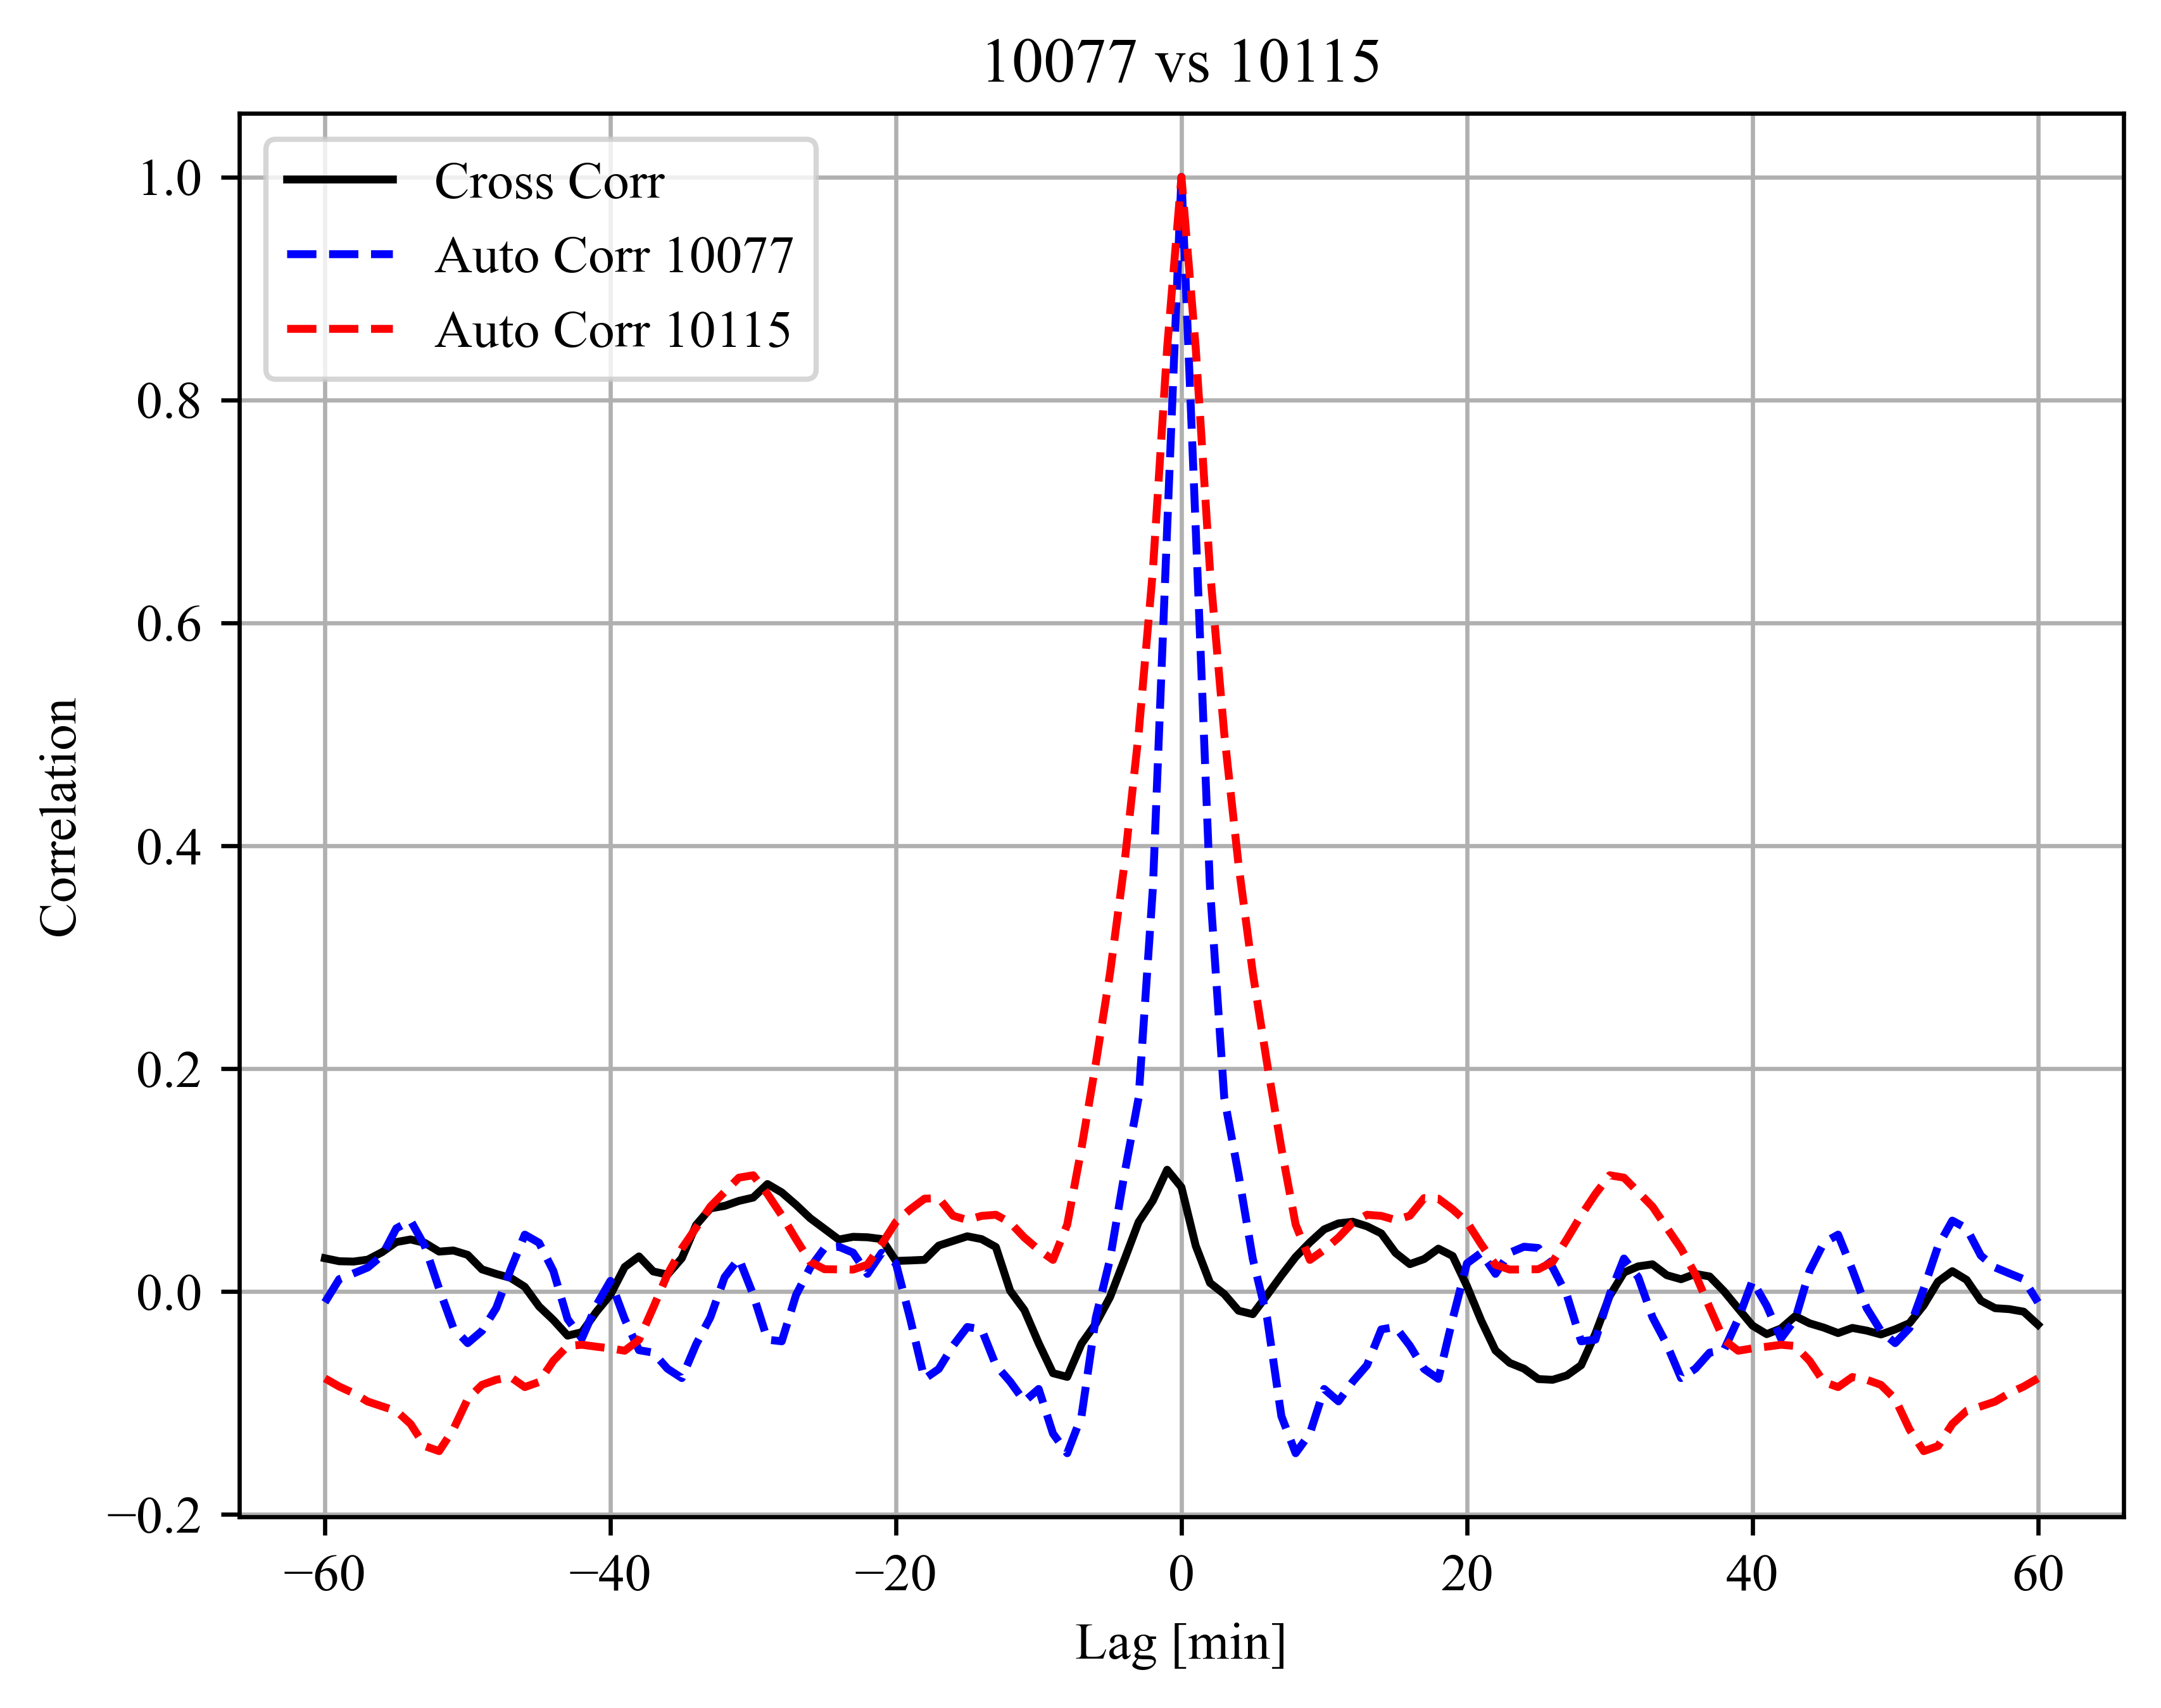 10077 vs 10115
Cross Corr
Auto Corr 10077
Auto Corr 10115
1.0
0.8
0.6
0.4
0.2
0.0
−0.2
Correlation
−60 −40 −20 0 20 40 60
Lag [min]